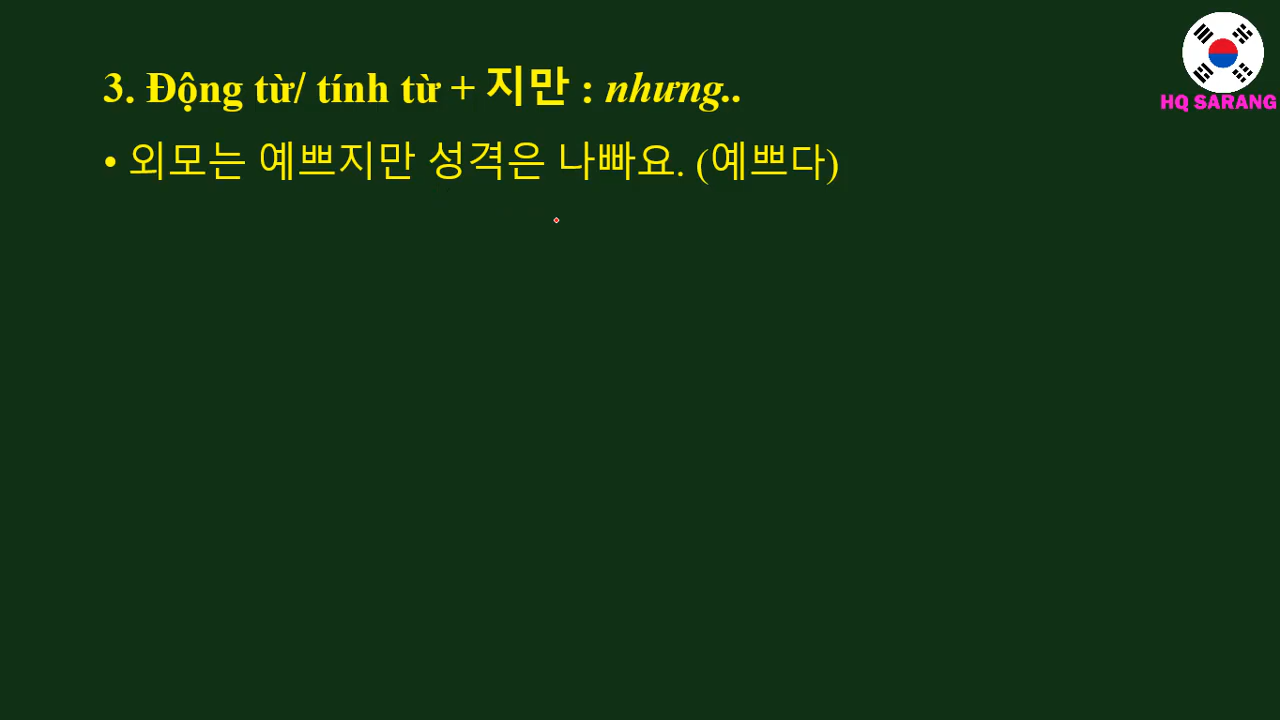 3. Động từ/ tính từ + 지만 : nhưng..
• 외모는 예쁘지만 성격은 나빠요. (예쁘다)
HQ SARANG